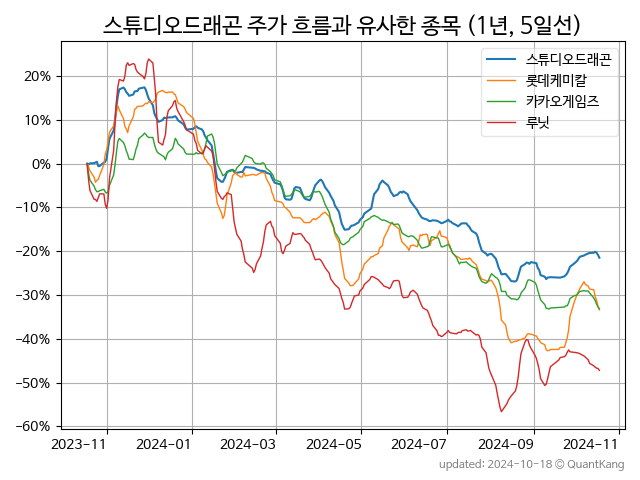 스튜디오드래곤 주가 흐름과 유사한 종목 (1년, 5일선)
스튜디오드래곤
롯데케미칼
카카오게임즈
루닛
20%
10%
0%
−10%
−20%
−30%
−40%
−50%
−60%
2023-11 2024-01 2024-03 2024-05 2024-07 2024-09 2024-11
updated: 2024-10-18 © QuantKang